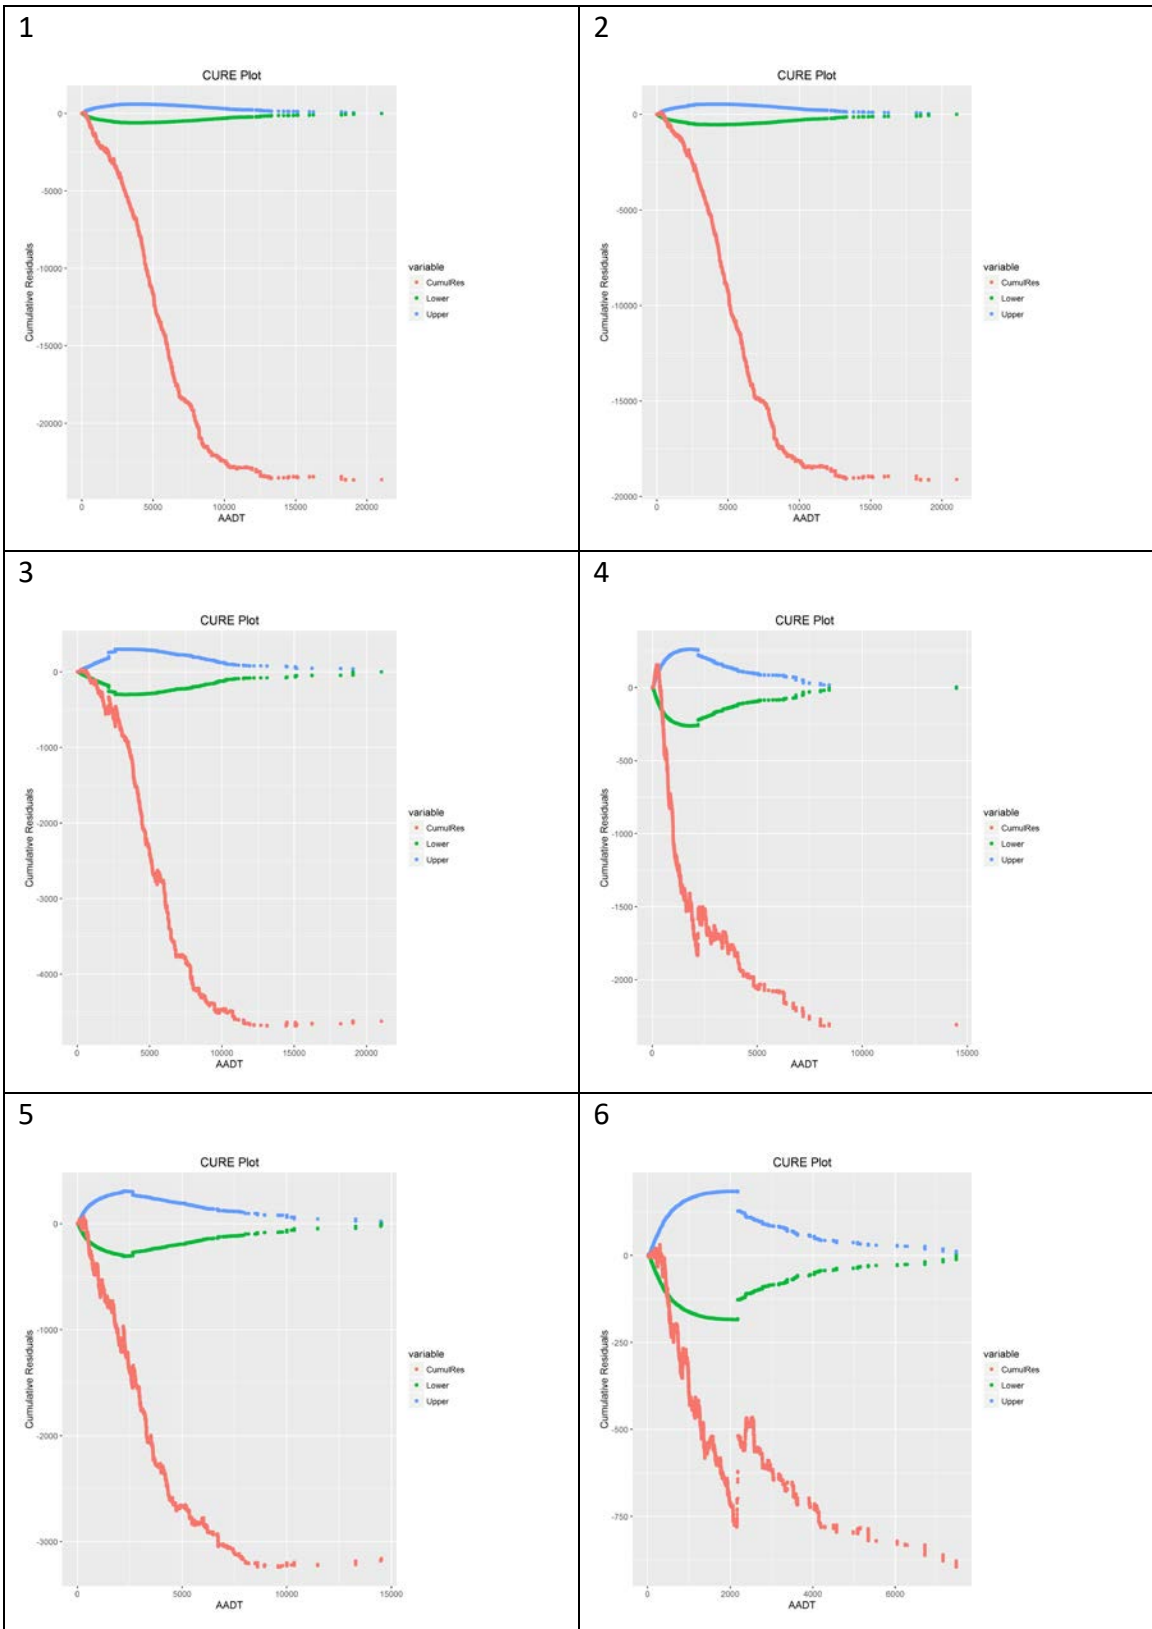 1
CURE Plot
0
-5000
-10000
-15000
-20000
Cumulative Residuals
0 5000 10000 15000 20000
AADT
variable
CumulRes
Lower
Upper
2
CURE Plot
0
-5000
-10000
-15000
-20000
Cumulative Residuals
0 5000 10000 15000 20000
AADT
variable
CumulRes
Lower
Upper
3
CURE Plot
0
-1000
-2000
-3000
-4000
Cumulative Residuals
0 5000 10000 15000 20000
AADT
variable
CumulRes
Lower
Upper
4
CURE Plot
0
-500
-1000
-1500
-2000
Cumulative Residuals
0 5000 10000 15000
AADT
variable
CumulRes
Lower
Upper
5
CURE Plot
0
-1000
-2000
-3000
Cumulative Residuals
0 5000 10000 15000
AADT
variable
CumulRes
Lower
Upper
6
CURE Plot
0
-250
-500
-750
Cumulative Residuals
0 2000 4000 6000
AADT
variable
CumulRes
Lower
Upper